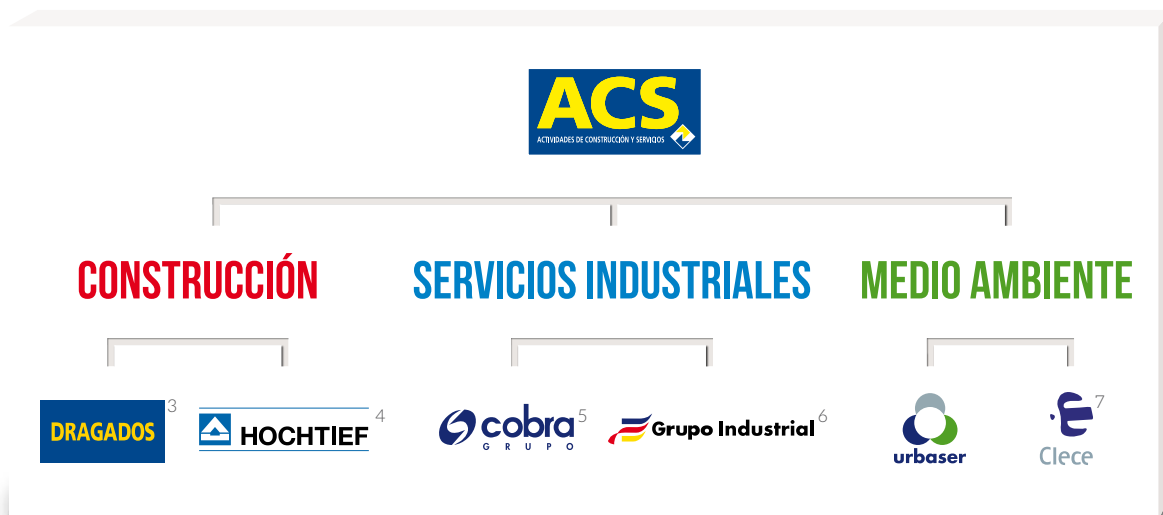 ACS
ACTIVIDADES DE CONSTRUCCIÓN Y SERVICIOS
CONSTRUCCIÓN
SERVICIOS INDUSTRIALES
MEDIO AMBIENTE
DRAGADOS 3
HOCHTIEF 4
cobra 5
GRUPO
Grupo Industrial 6
urbaser
7
Clece